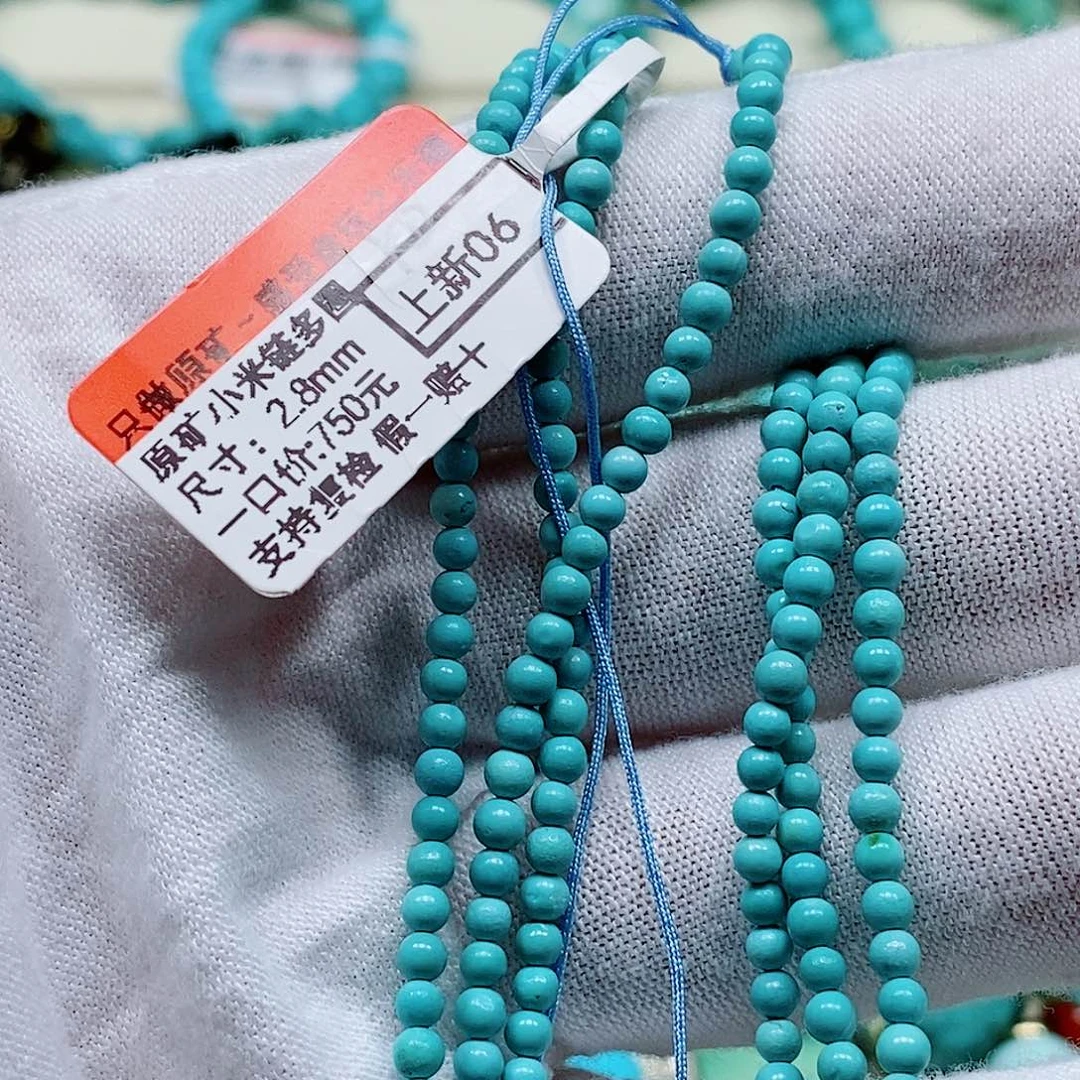 只做原矿~
原矿小米链多圈
尺寸：2.8mm
一口价:750元
支持复检 假一赔十
上新06